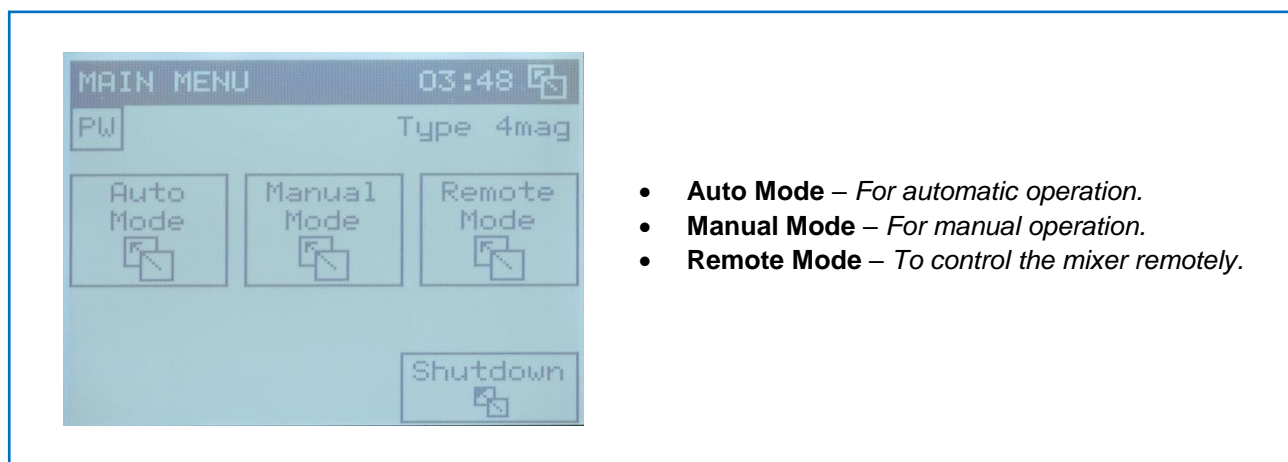 MAIN MENU 03:48
PW Type 4mag
Auto Mode
Manual Mode
Remote Mode
Shutdown
• Auto Mode – For automatic operation.
• Manual Mode – For manual operation.
• Remote Mode – To control the mixer remotely.